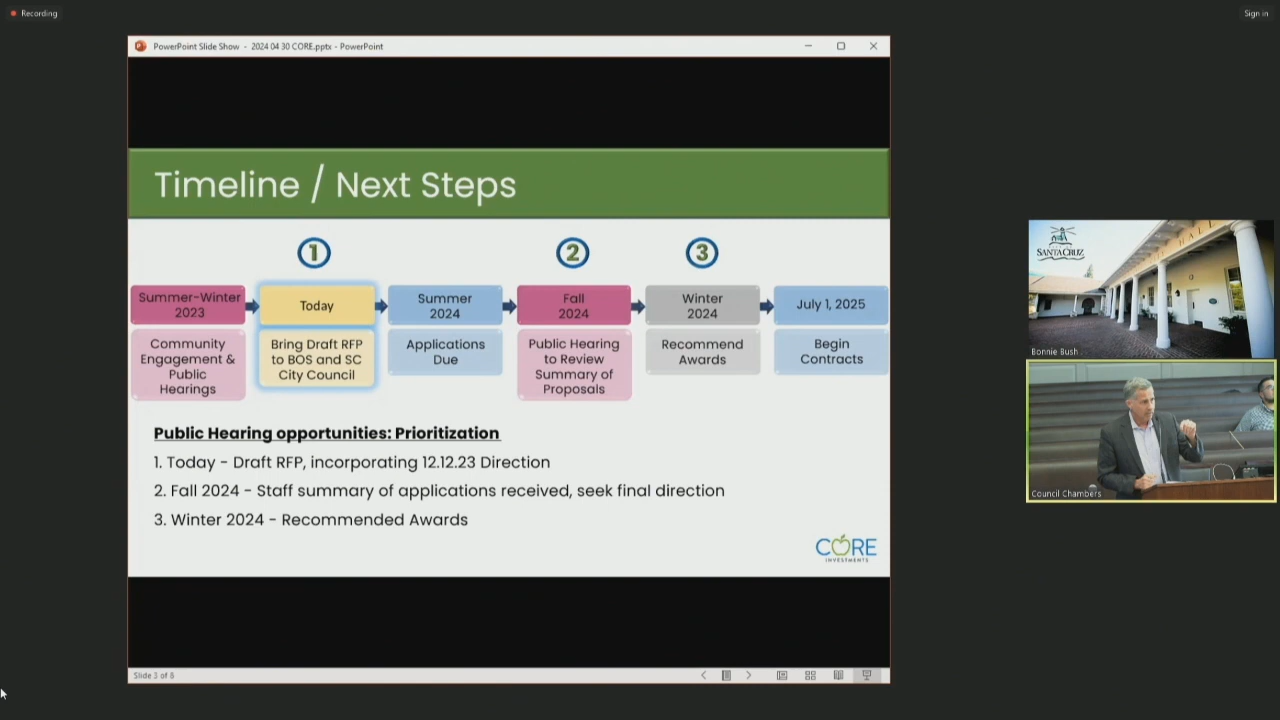 Recording
Sign in
PowerPoint Slide Show - 2024 04 30 CORE.pptx - PowerPoint
Timeline / Next Steps
1
2
3
Summer-Winter
2023
Today
Summer
2024
Fall
2024
Winter
2024
July 1, 2025
Community
Engagement &
Public
Hearings
Bring Draft RFP
to BOS and SC
City Council
Applications
Due
Public Hearing
to Review
Summary of
Proposals
Recommend
Awards
Begin
Contracts
Public Hearing opportunities: Prioritization
1. Today - Draft RFP, incorporating 12.12.23 Direction
2. Fall 2024 - Staff summary of applications received, seek final direction
3. Winter 2024 - Recommended Awards
CORE
INVESTMENTS
Slide 3 of 8
SANTA CRUZ
HALL
Bonnie Bush
Council Chambers